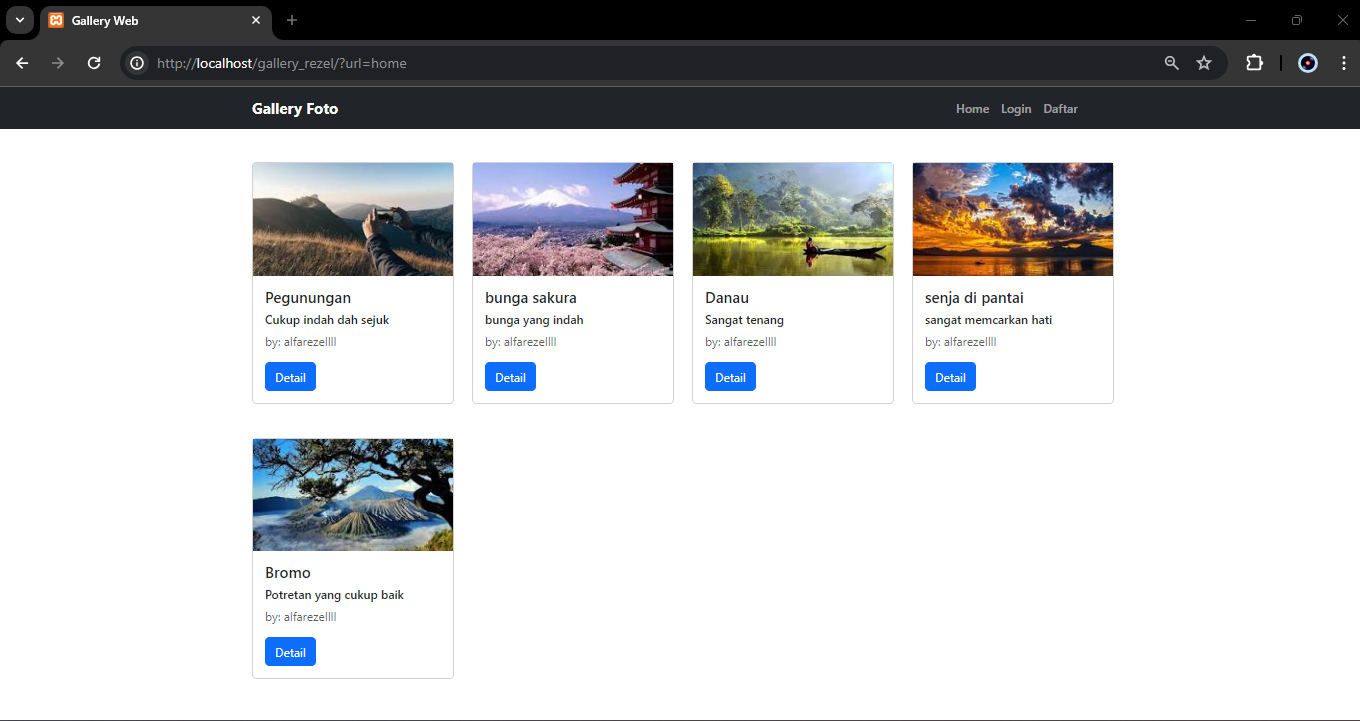 Gallery Web
http://localhost/gallery_rezel/?url=home
Gallery Foto
Home Login Daftar
Pegunungan
Cukup indah dah sejuk
by: alfarezellll
Detail
bunga sakura
bunga yang indah
by: alfarezellll
Detail
Danau
Sangat tenang
by: alfarezellll
Detail
senja di pantai
sangat memcarkan hati
by: alfarezellll
Detail
Bromo
Potretan yang cukup baik
by: alfarezellll
Detail